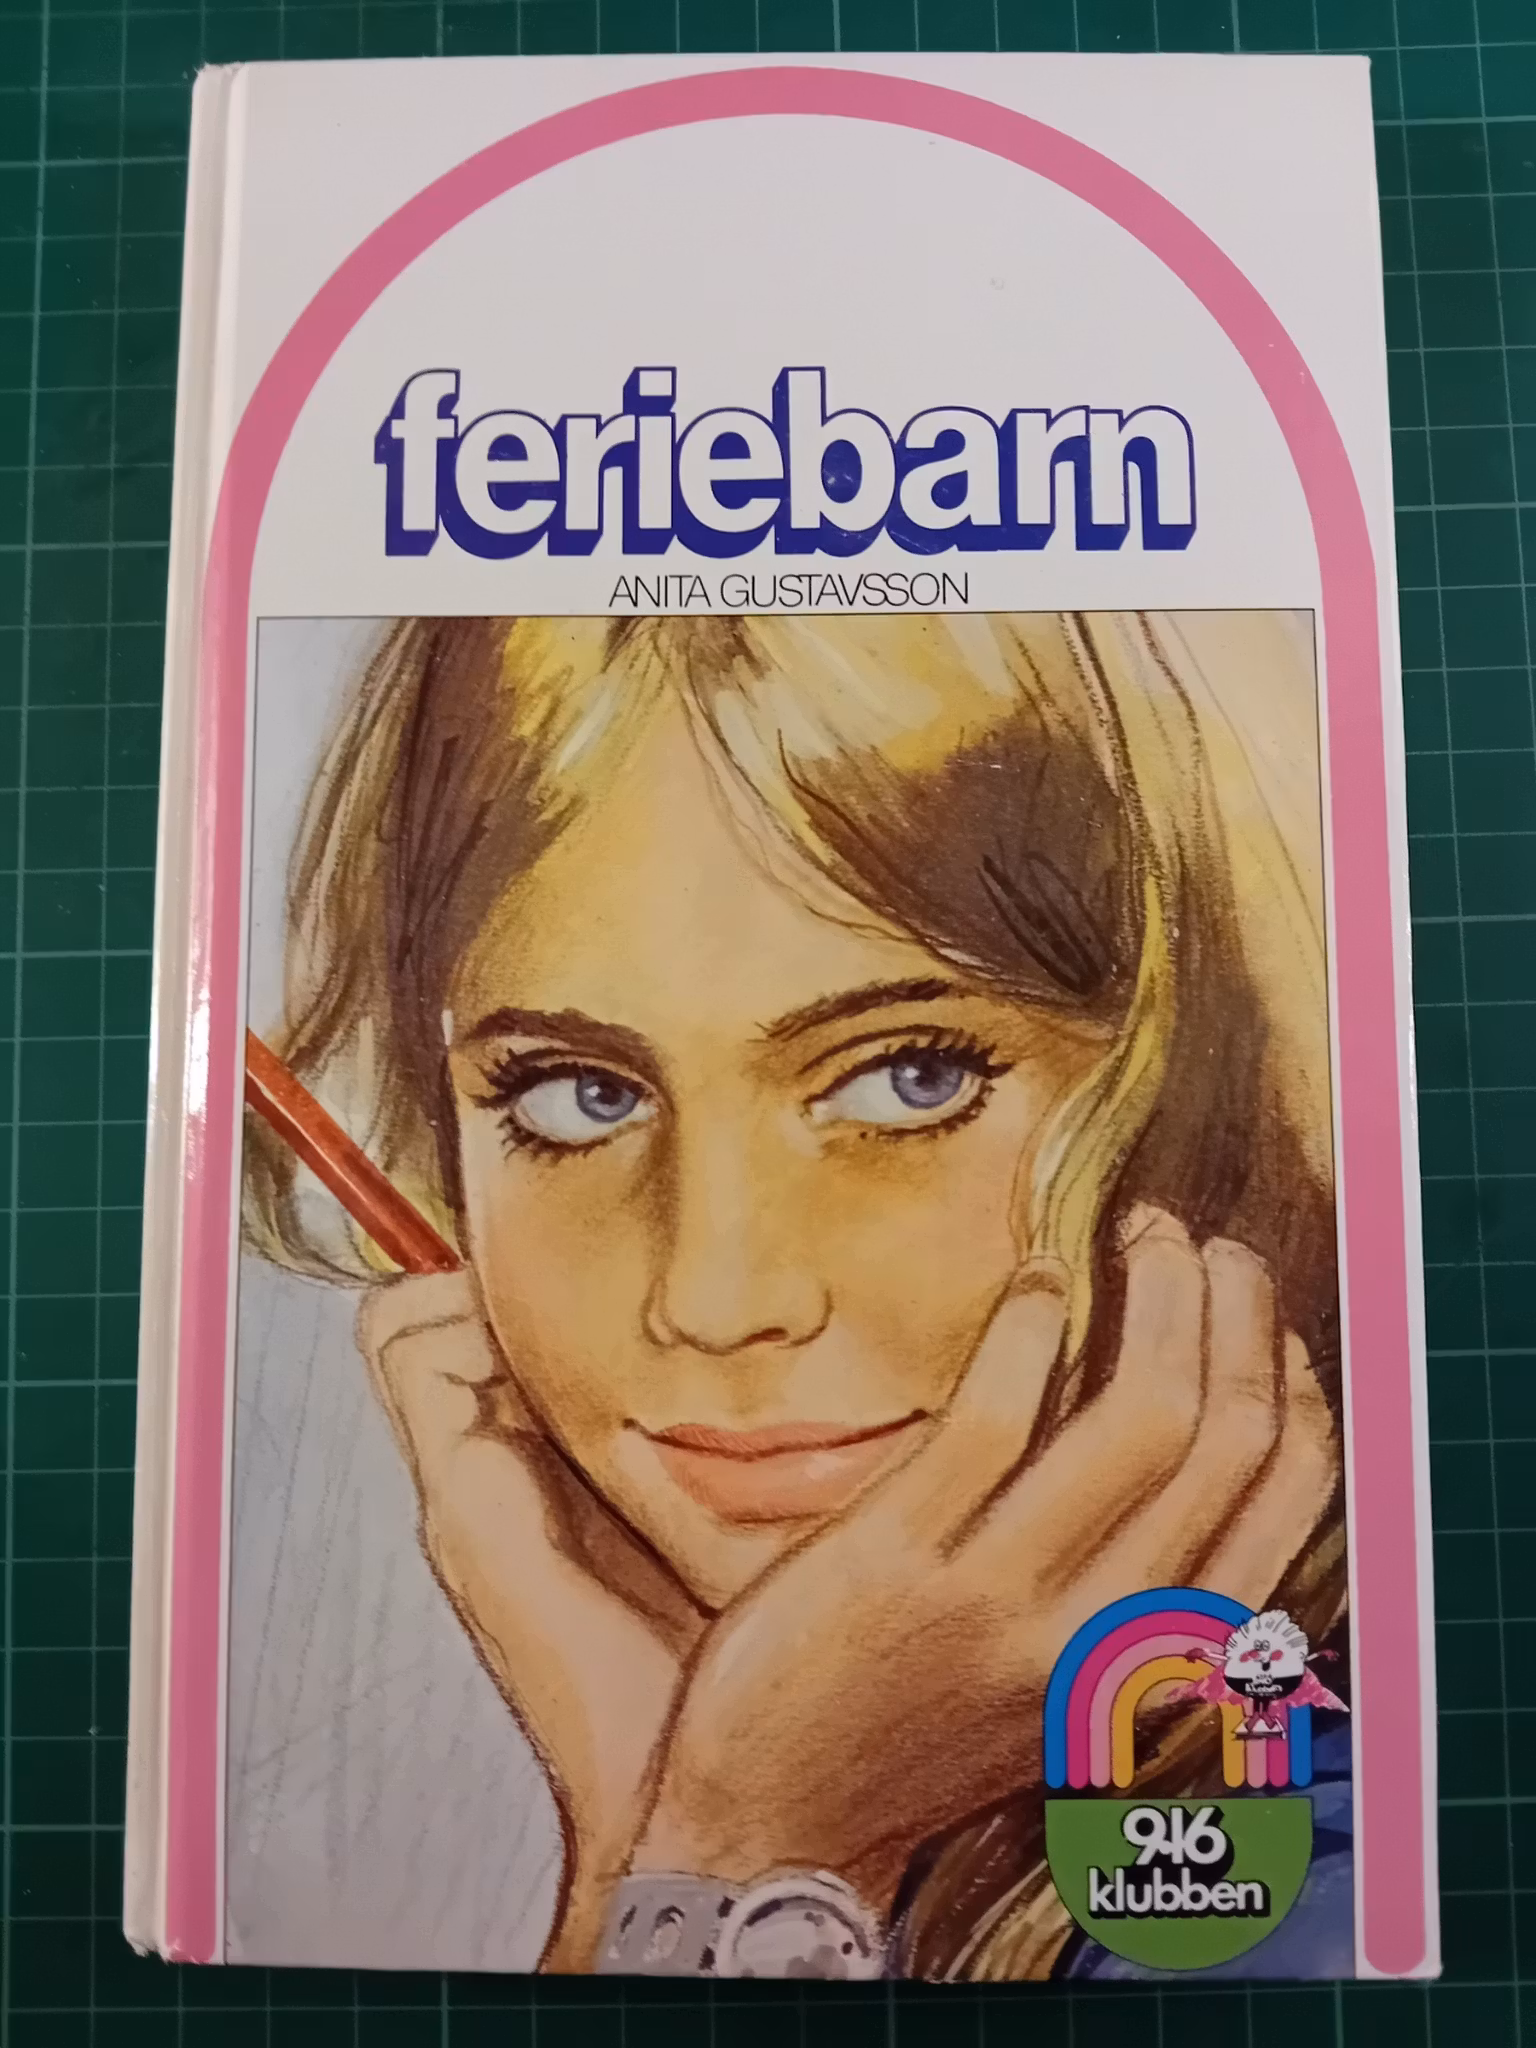 feriebarn
ANITA GUSTAVSSON
9-16
klubben